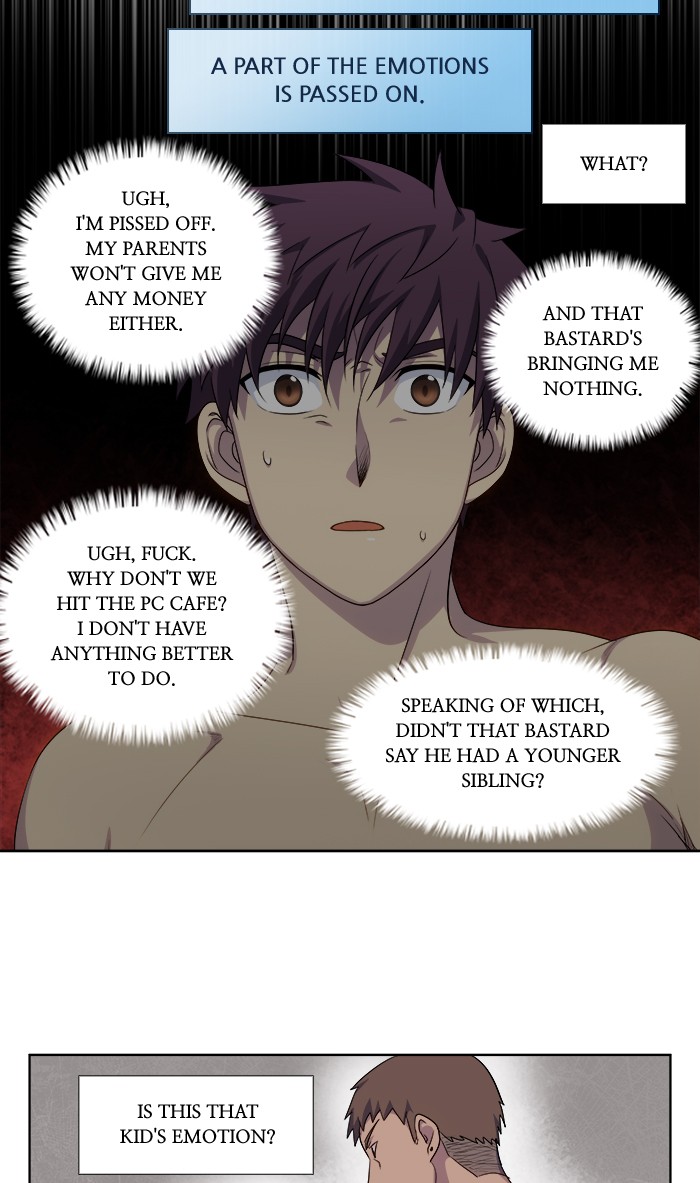 A PART OF THE EMOTIONS
IS PASSED ON.
WHAT?
UGH,
I'M PISSED OFF.
MY PARENTS
WON'T GIVE ME
ANY MONEY
EITHER.
AND THAT
BASTARD'S
BRINGING ME
NOTHING.
UGH, FUCK.
WHY DON'T WE
HIT THE PC CAFE?
I DON'T HAVE
ANYTHING BETTER
TO DO.
SPEAKING OF WHICH,
DIDN'T THAT BASTARD
SAY HE HAD A YOUNGER
SIBLING?
IS THIS THAT
KID'S EMOTION?